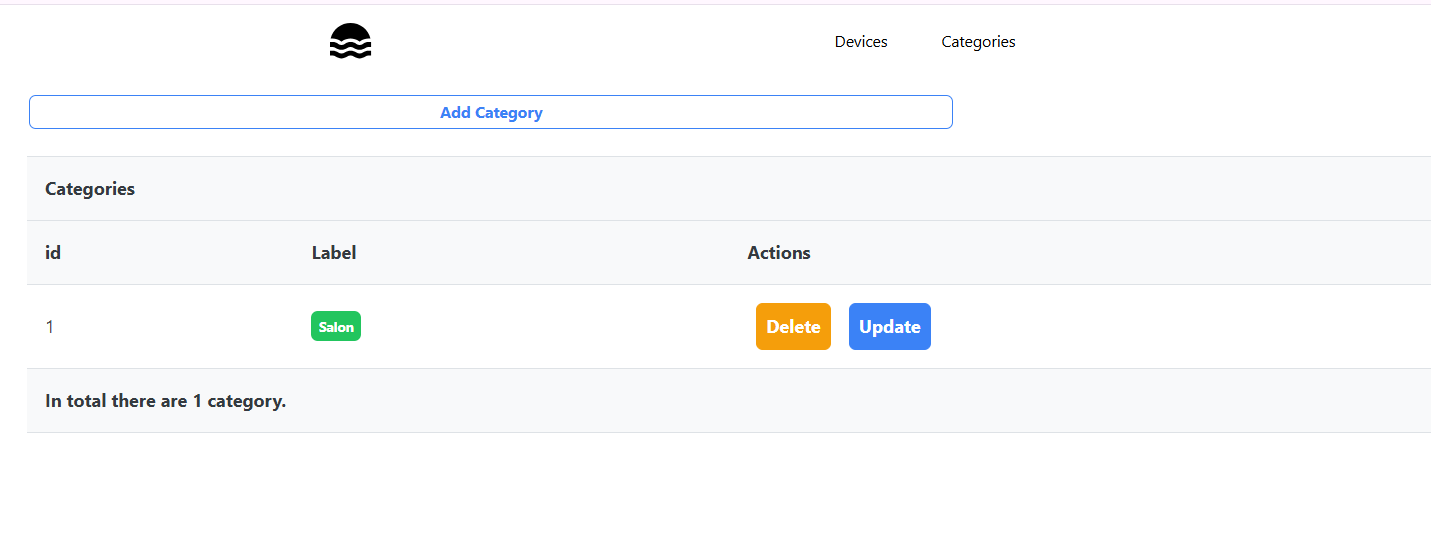 Devices Categories
Add Category
Categories
id Label Actions
1 Salon Delete Update
In total there are 1 category.